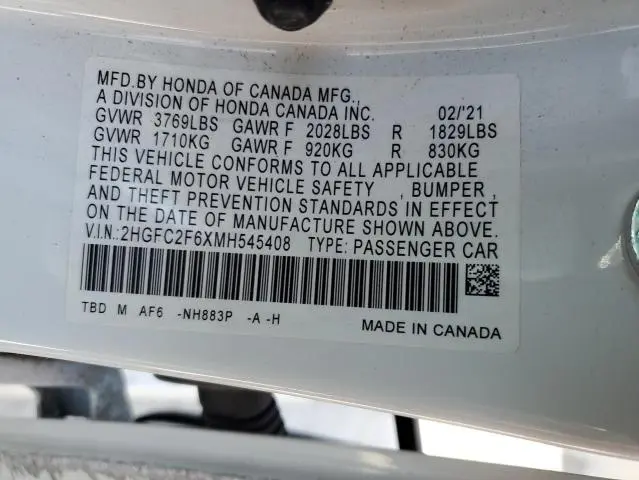 MFD.BY HONDA OF CANADA MFG.,
A DIVISION OF HONDA CANADA INC. 02/'21
GVWR 3769LBS GAWR F 2028LBS R 1829LBS
GVWR 1710KG GAWR F 920KG R 830KG
THIS VEHICLE CONFORMS TO ALL APPLICABLE
FEDERAL MOTOR VEHICLE SAFETY , BUMPER ,
AND THEFT PREVENTION STANDARDS IN EFFECT
ON THE DATE OF MANUFACTURE SHOWN ABOVE.
V.I.N.:2HGFC2F6XMH545408 TYPE: PASSENGER CAR
TBD M AF6 -NH883P -A -H
MADE IN CANADA